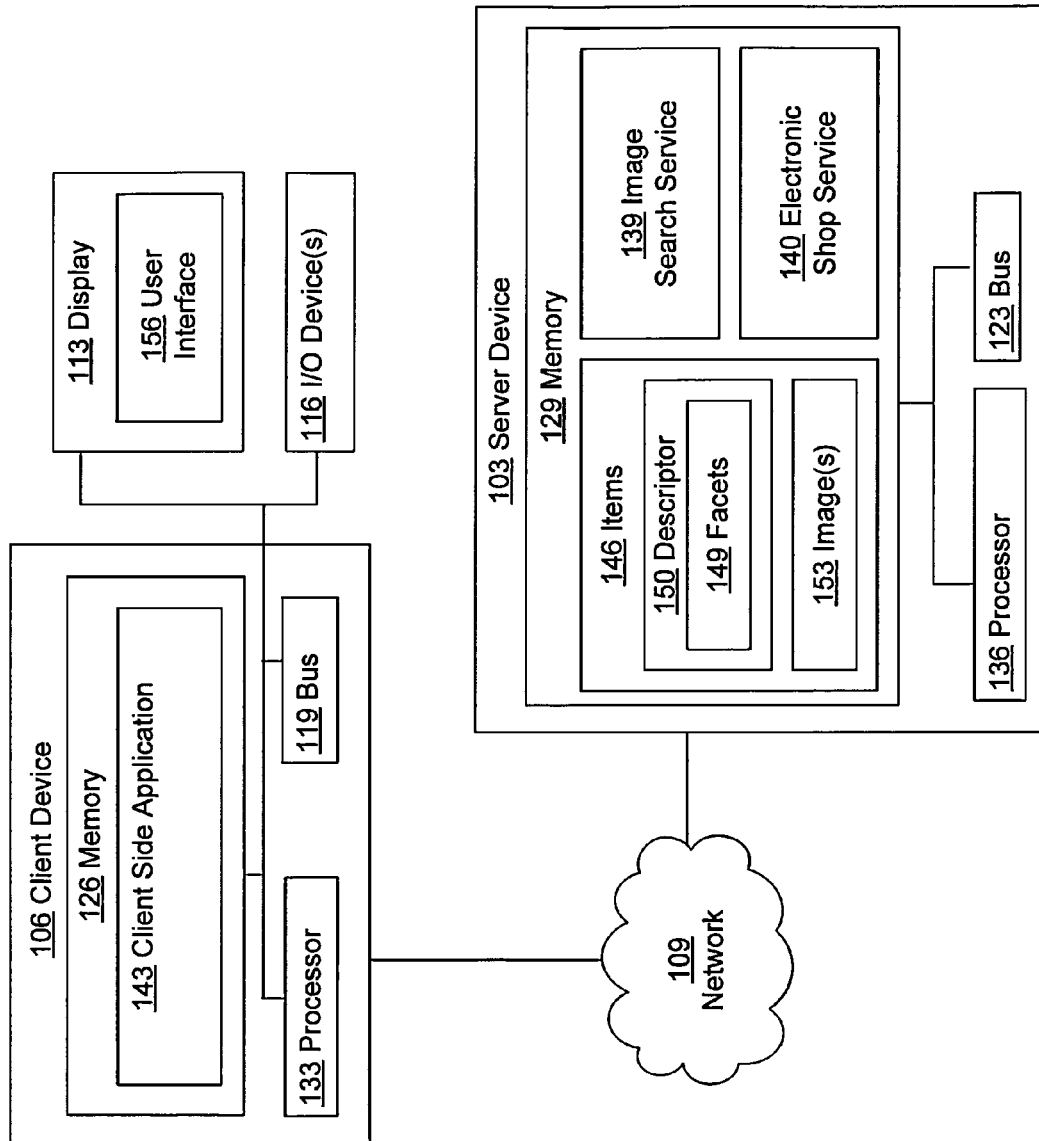 106 Client Device
126 Memory
143 Client Side Application
133 Processor
119 Bus
113 Display
156 User
Interface
116 I/O Device(s)
109
Network
103 Server Device
129 Memory
146 Items
150 Descriptor
149 Facets
153 Image(s)
139 Image
Search Service
140 Electronic
Shop Service
136 Processor
123 Bus